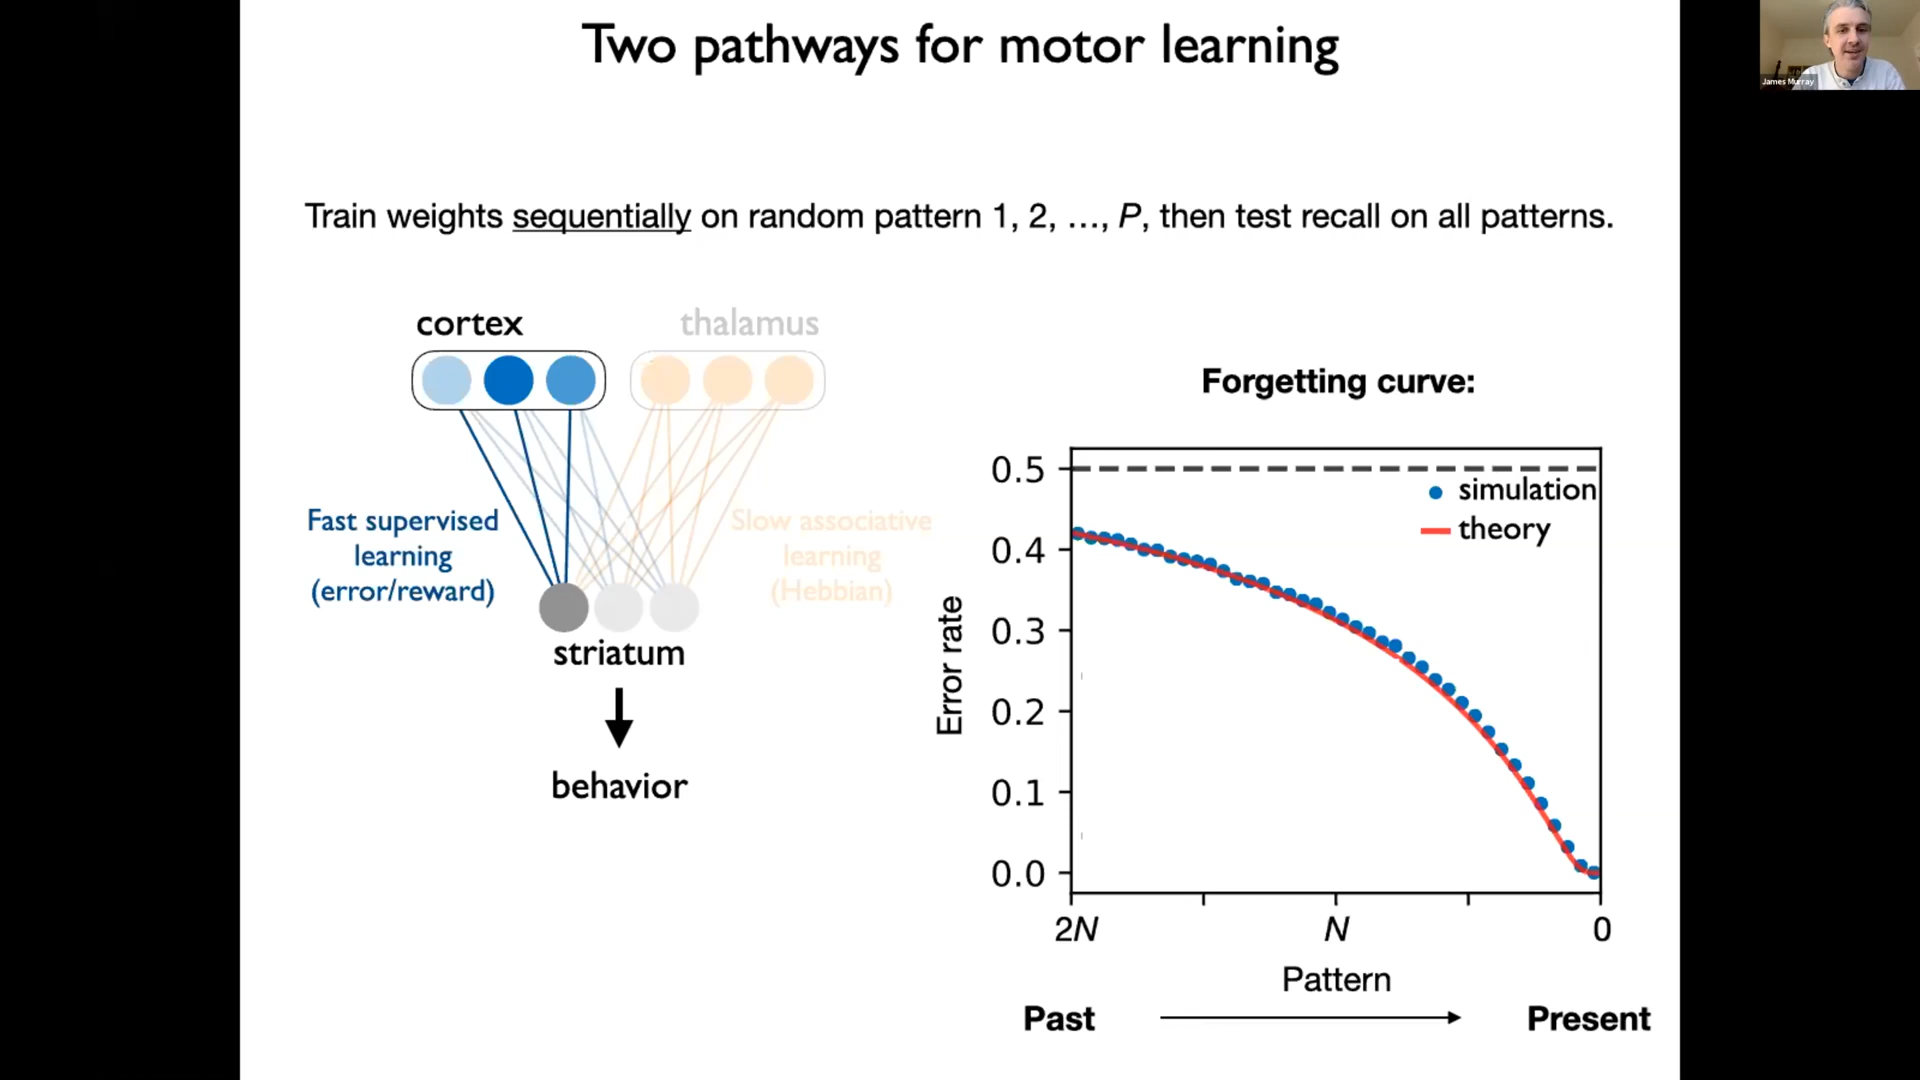 Two pathways for motor learning
James Murray
Train weights sequentially on random pattern 1, 2, ..., P, then test recall on all patterns.
cortex
thalamus
Fast supervised
learning
(error/reward)
Slow associative
learning
(Hebbian)
striatum
behavior
Forgetting curve:
0.5
0.4
0.3
0.2
0.1
0.0
Error rate
simulation
theory
2N
N
0
Pattern
Past
Present